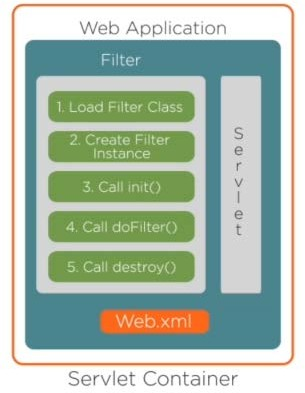 Web Application
Filter
1. Load Filter Class
2. Create Filter
Instance
3. Call init()
4. Call doFilter()
5. Call destroy()
Servlet
Web.xml
Servlet Container